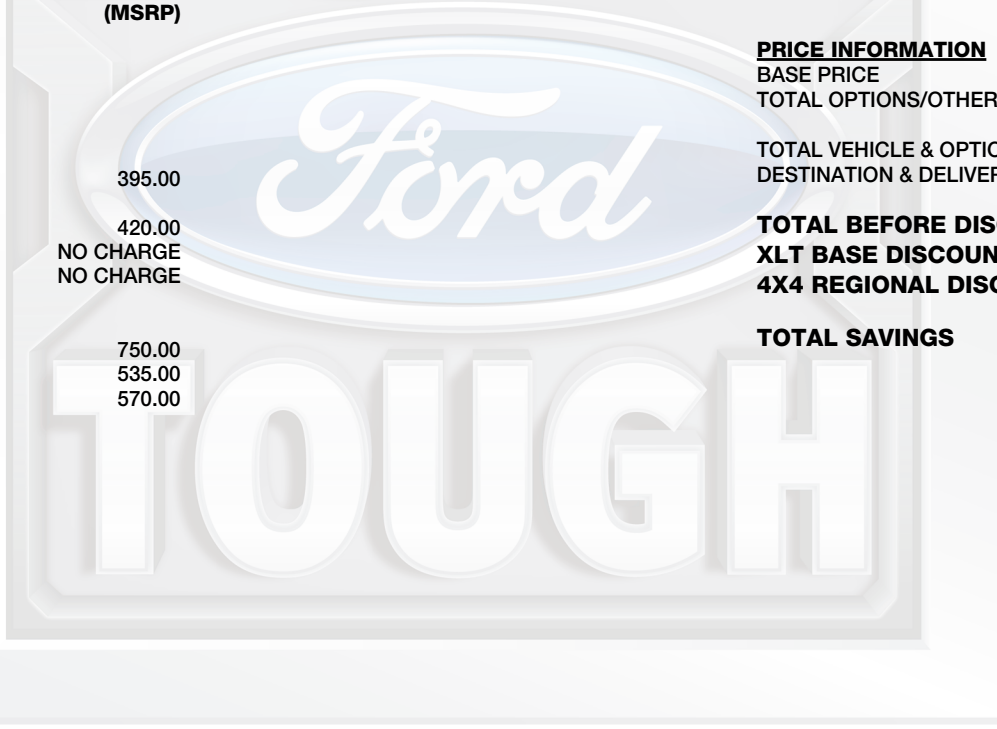 (MSRP)
395.00
420.00
NO CHARGE
NO CHARGE
750.00
535.00
570.00
Ford
TOUGH
PRICE INFORMATION
BASE PRICE
TOTAL OPTIONS/OTHER
TOTAL VEHICLE & OPTIO
DESTINATION & DELIVER
TOTAL BEFORE DISC
XLT BASE DISCOUN
4X4 REGIONAL DISC
TOTAL SAVINGS